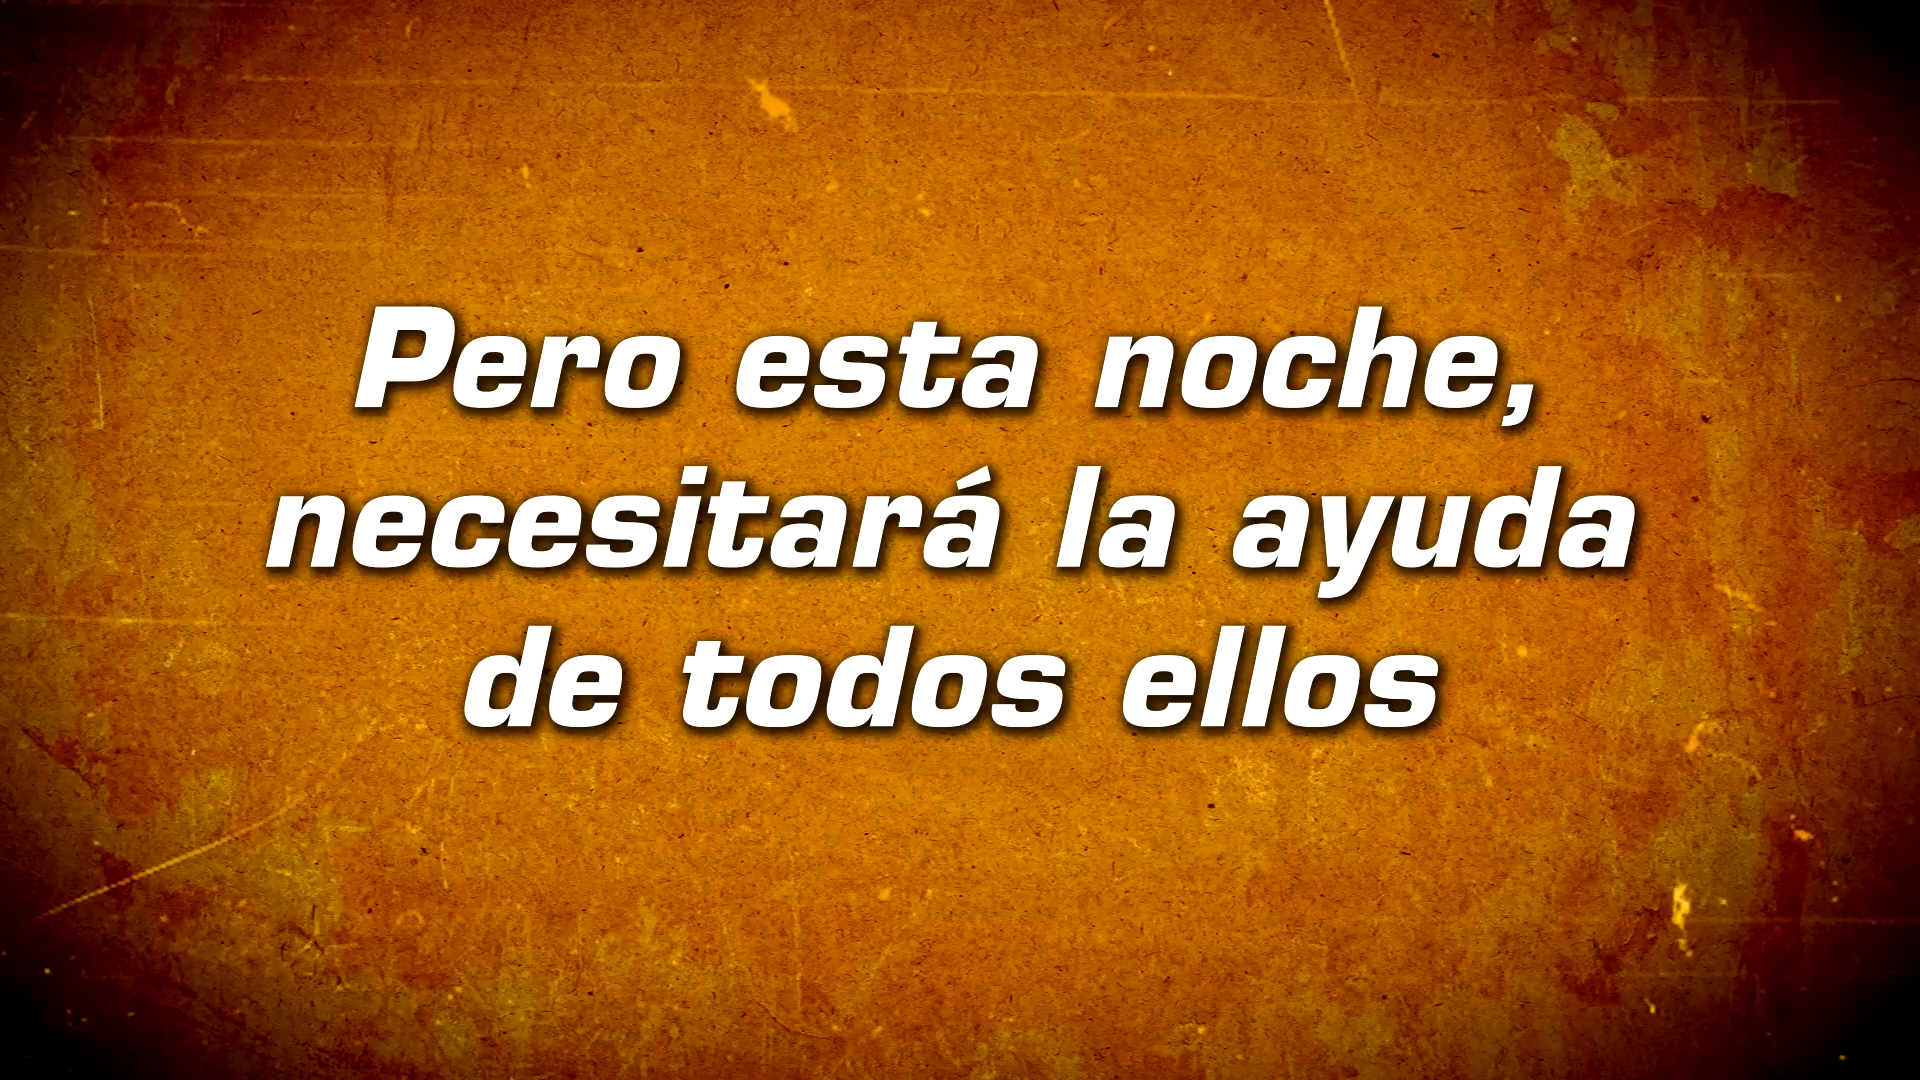 Pero esta noche,
necesitará la ayuda
de todos ellos